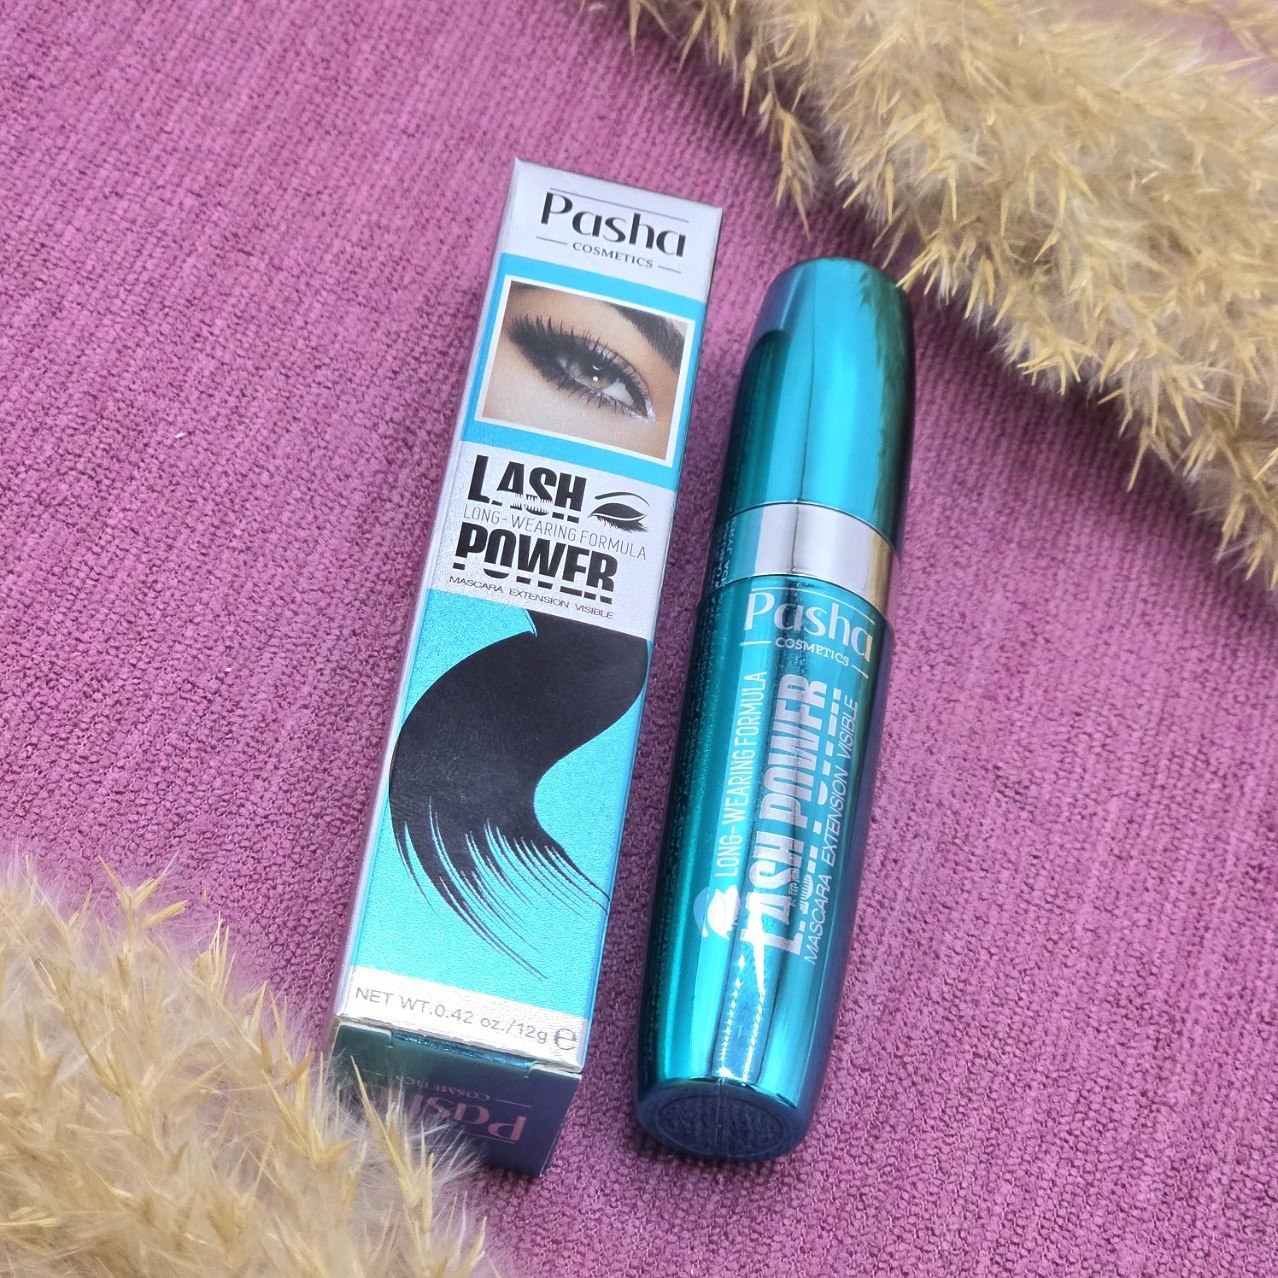 Pasha
COSMETICS
LASH
LONG-WEARING FORMULA
POWER
MASCARA EXTENSION VISIBLE
NET WT.0.42 oz./12g e
Pasha
COSMETICS
LONG-WEARING FORMULA
LASH POWER
MASCARA EXTENSION VISIBLE